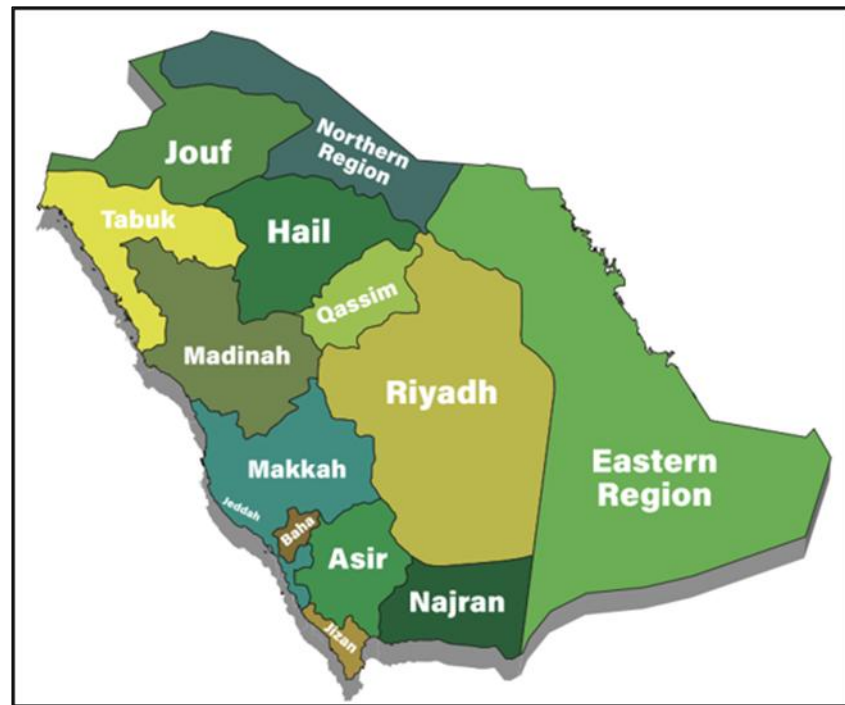 Jouf
Northern
Region
Tabuk
Hail
Qassim
Madinah
Riyadh
Makkah
Jeddah
Eastern
Region
Baha
Asir
Najran
Jizan